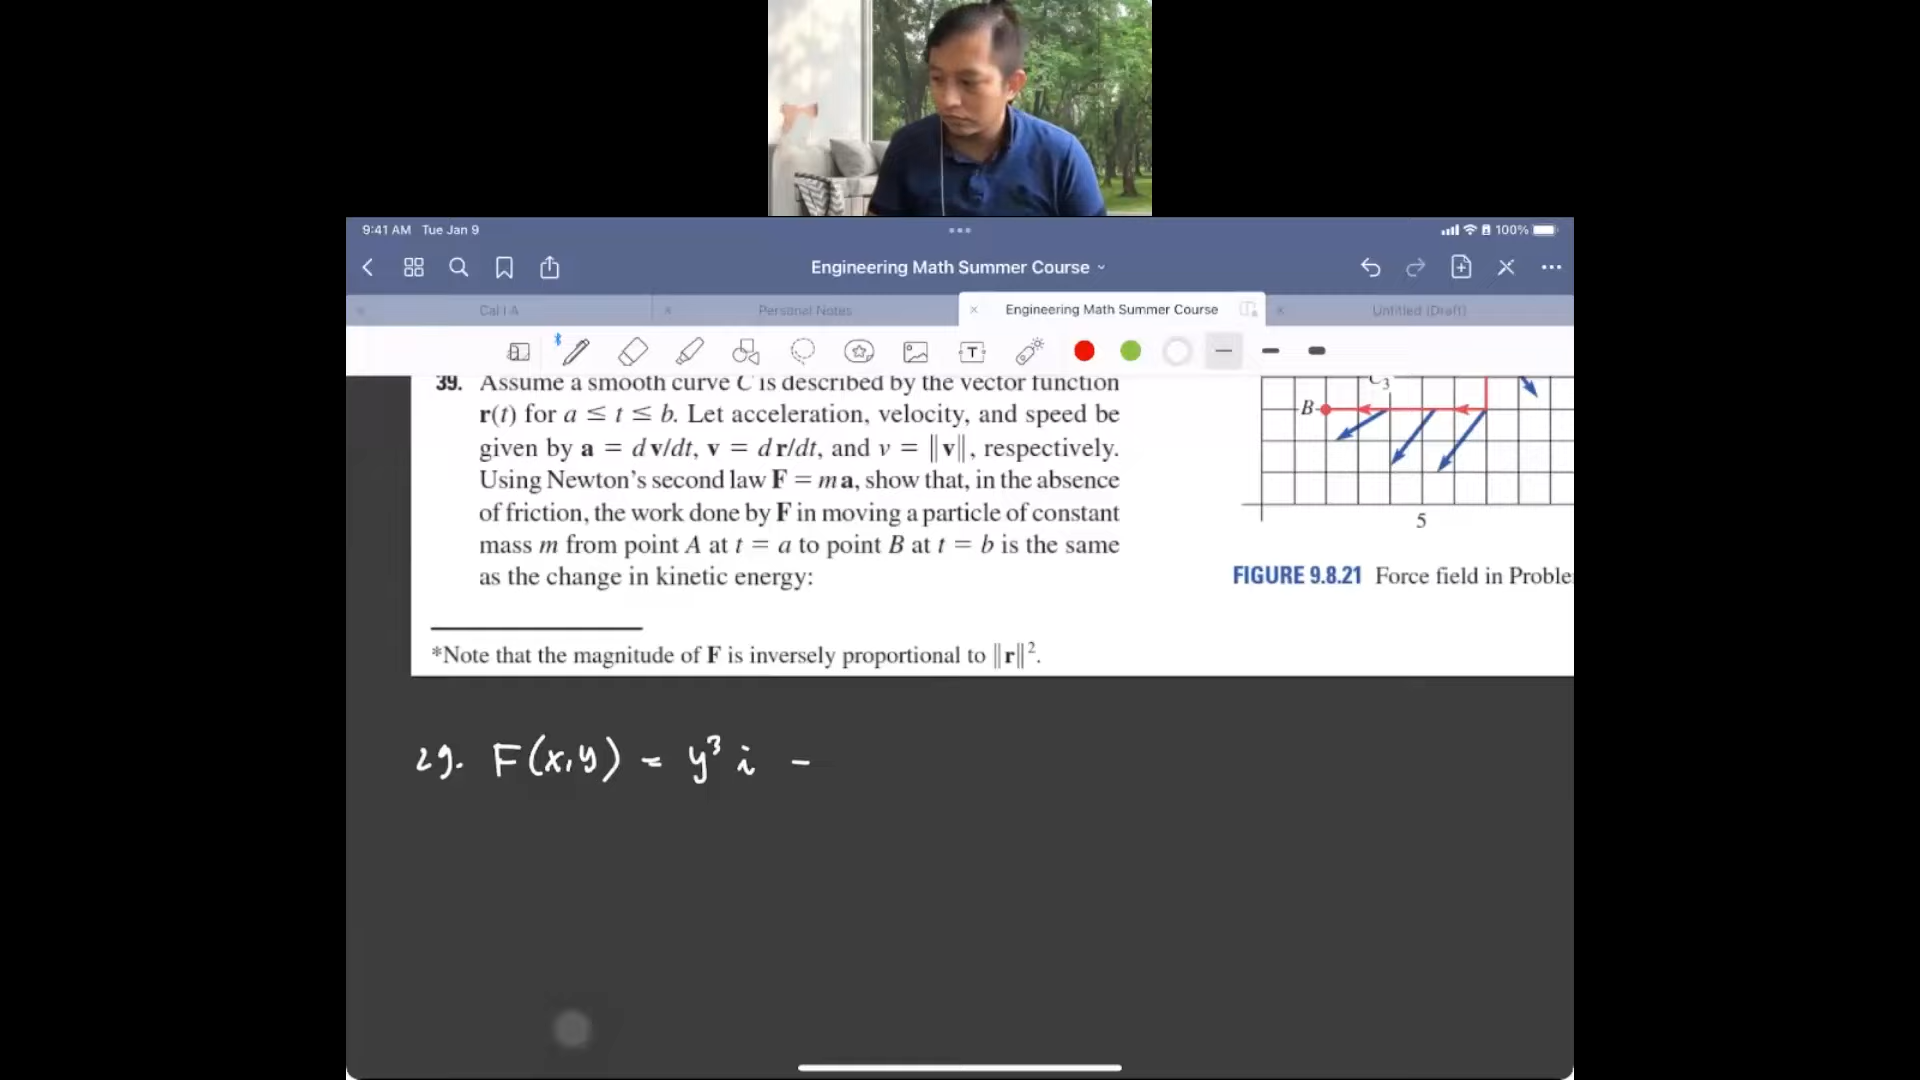 9:41 AM Tue Jan 9
100%
Engineering Math Summer Course
Cal I A
Personal Notes
Engineering Math Summer Course
Untitled (Draft)
39. Assume a smooth curve C is described by the vector function
r(t) for a ≤ t ≤ b. Let acceleration, velocity, and speed be
given by a = dv/dt, v = dr/dt, and v = ||v||, respectively.
Using Newton's second law F = ma, show that, in the absence
of friction, the work done by F in moving a particle of constant
mass m from point A at t = a to point B at t = b is the same
as the change in kinetic energy:
*Note that the magnitude of F is inversely proportional to ||r||².
C₃
B
5
FIGURE 9.8.21 Force field in Proble
29. F(x,y) = y³ i –